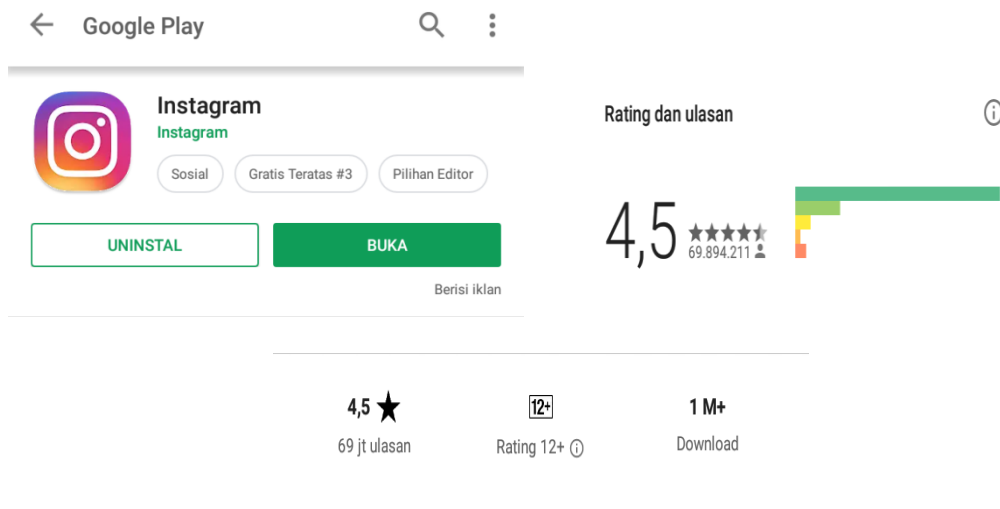 Google Play
Instagram
Instagram
Sosial
Gratis Teratas #3
Pilihan Editor
UNINSTAL
BUKA
Berisi iklan
Rating dan ulasan
4,5
69.894.211
4,5
69 jt ulasan
12+
Rating 12+
1 M+
Download